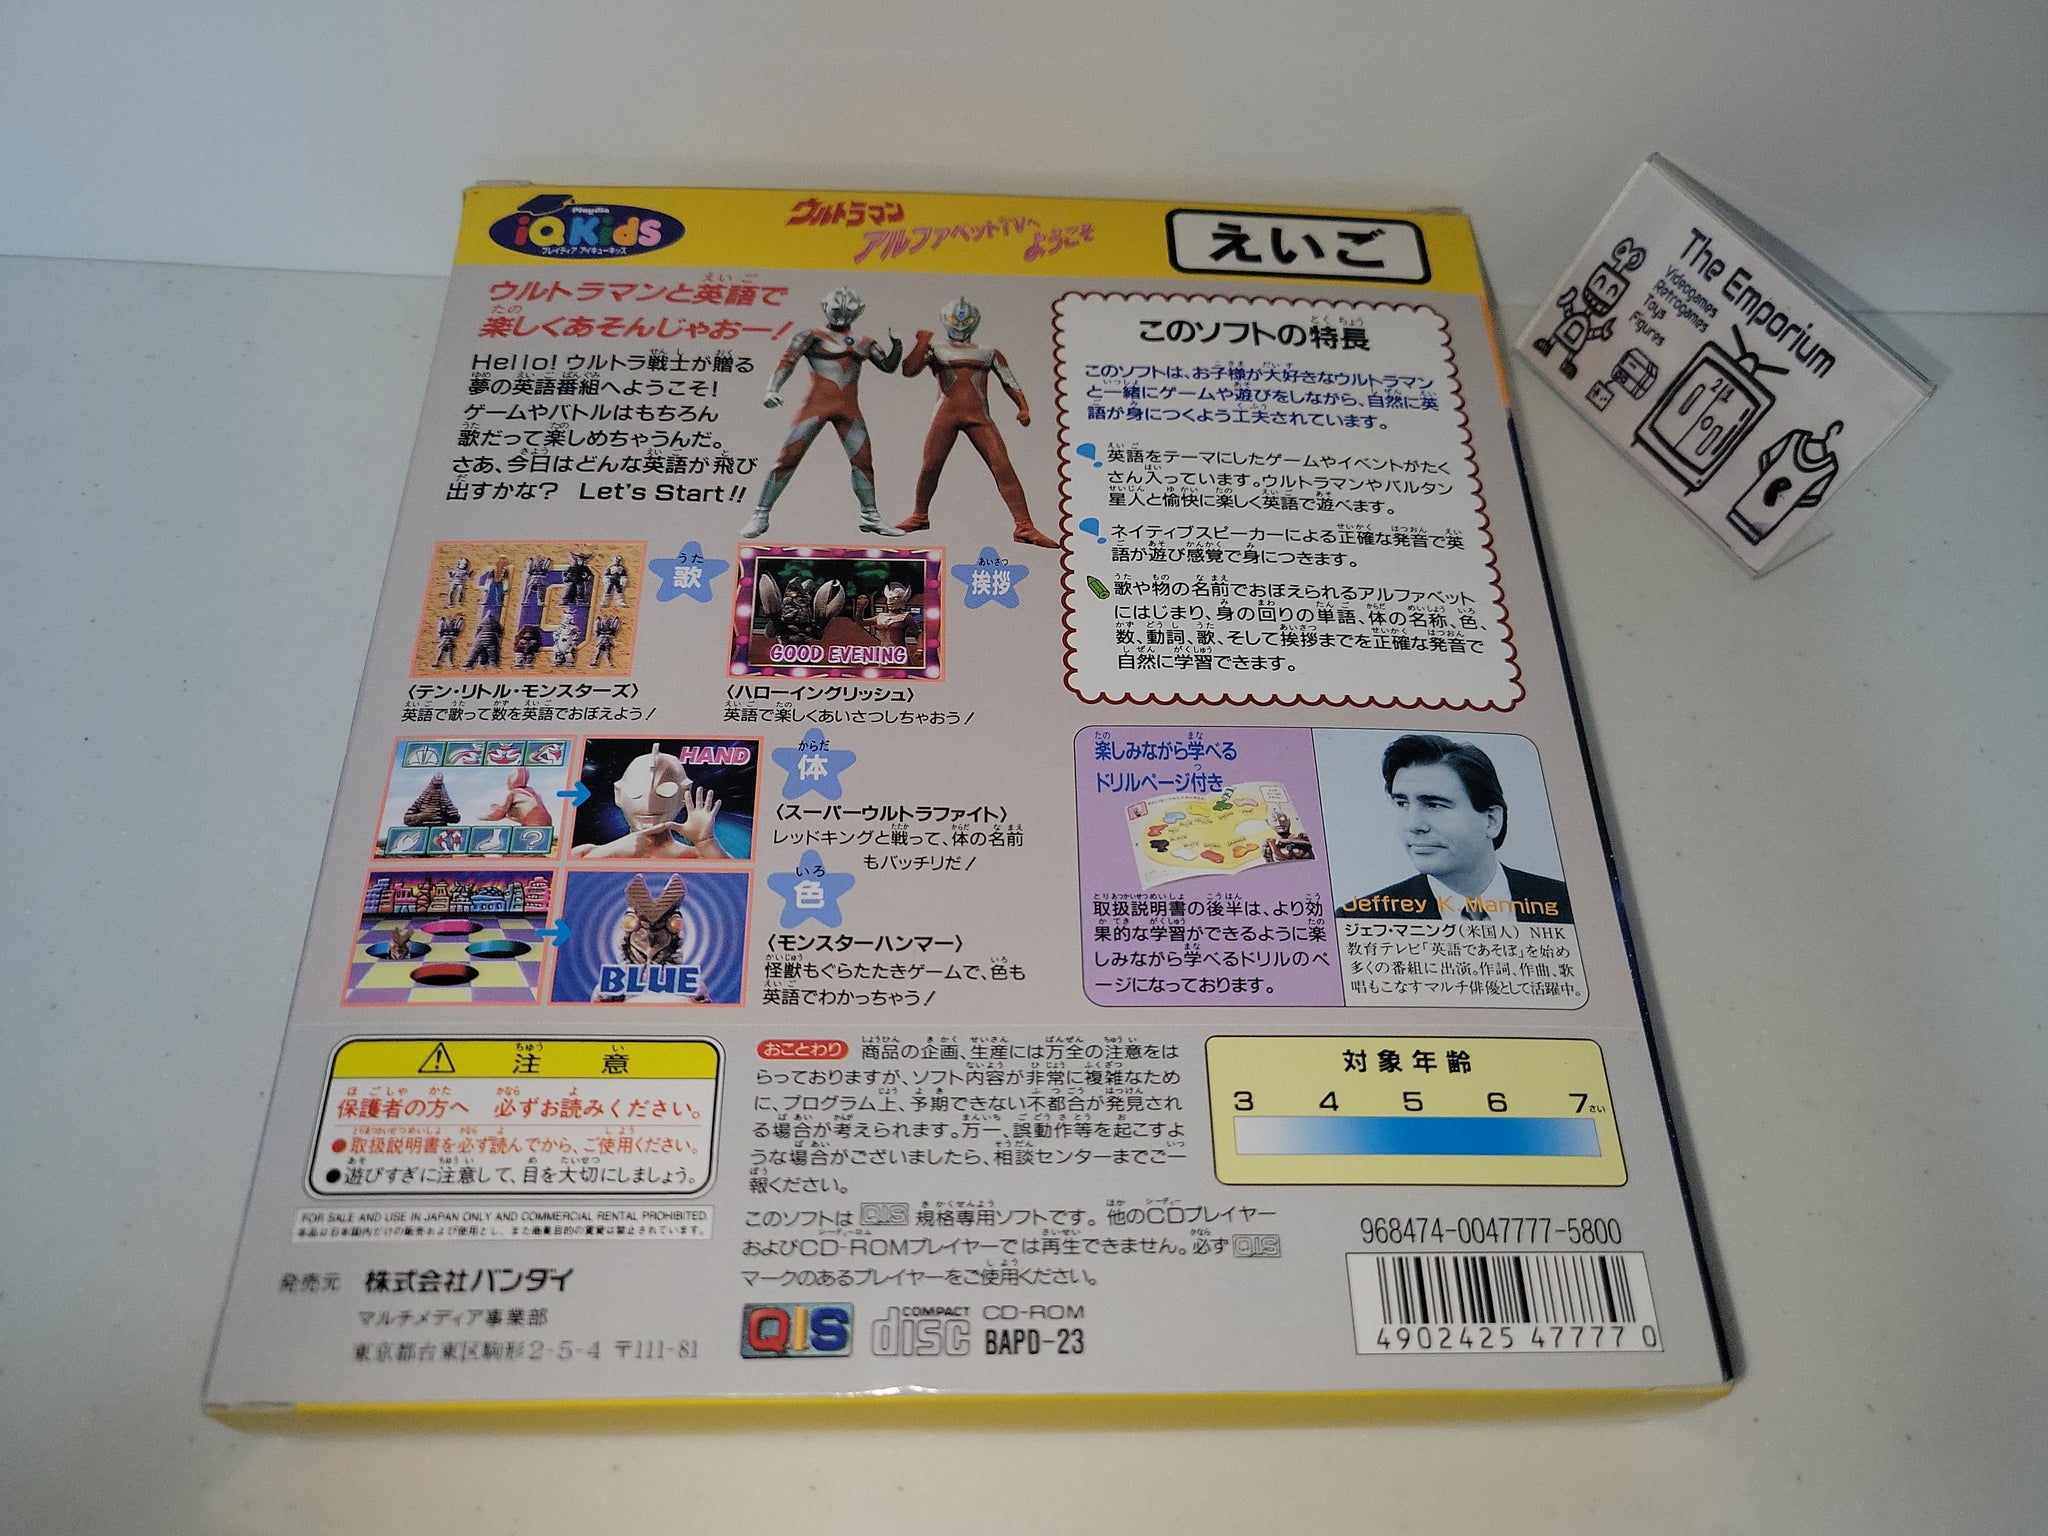 Playdia
iQ Kids
プレイディア アイキューキッズ
ウルトラマン
アルファベットTVへ
ようこそ
えいご
ウルトラマンと英語で
楽しくあそんじゃおー!
Hello! ウルトラ戦士が贈る
夢の英語番組へようこそ!
ゲームやバトルはもちろん
歌だって楽しめちゃうんだ。
さあ、今日はどんな英語が飛び
出すかな? Let's Start!!
このソフトの特長
このソフトは、お子様が大好きなウルトラマン
と一緒にゲームや遊びをしながら、自然に英
語が身につくよう工夫されています。
英語をテーマにしたゲームやイベントがたく
さん入っています。ウルトラマンやバルタン
星人と愉快に楽しく英語で遊べます。
ネイティブスピーカーによる正確な発音で英
語が遊び感覚で身につきます。
歌や物の名前でおぼえられるアルファベット
にはじまり、身の回りの単語、体の名称、色、
数、動詞、歌、そして挨拶までを正確な発音で
自然に学習できます。
10
歌
〈テン・リトル・モンスターズ〉
英語で歌って数を英語でおぼえよう!
GOOD EVENING
挨拶
〈ハローイングリッシュ〉
英語で楽しくあいさつしちゃおう!
?
HAND
体
〈スーパーウルトラファイト〉
レッドキングと戦って、体の名前
もバッチリだ!
BLUE
色
〈モンスターハンマー〉
怪獣もぐらたたきゲームで、色も
英語でわかっちゃう!
楽しみながら学べる
ドリルページ付き
取扱説明書の後半は、より効
果的な学習ができるように楽
しみながら学べるドリルのペ
ージになっております。
Jeffrey K. Manning
ジェフ・マニング(米国人) NHK
教育テレビ「英語であそぼ」を始め
多くの番組に出演。作詞、作曲、歌
唱もこなすマルチ俳優として活躍中。
注意
保護者の方へ 必ずお読みください。
●取扱説明書を必ず読んでから、ご使用ください。
●遊びすぎに注意して、目を大切にしましょう。
FOR SALE AND USE IN JAPAN ONLY AND COMMERCIAL RENTAL PROHIBITED.
本品は日本国内だけの販売および使用とし、また商業目的の賃貸は禁止されています。
発売元 株式会社バンダイ
マルチメディア事業部
東京都台東区駒形2-5-4 〒111-81
おことわり 商品の企画、生産には万全の注意をは
らっておりますが、ソフト内容が非常に複雑なため
に、プログラム上、予期できない不都合が発見され
る場合が考えられます。万一、誤動作等を起こすよ
うな場合がございましたら、相談センターまでご一
報ください。
このソフトは QIS 規格専用ソフトです。他のCDプレイヤー
およびCD-ROMプレイヤーでは再生できません。必ず QIS
マークのあるプレイヤーをご使用ください。
QIS
COMPACT
disc
CD-ROM
BAPD-23
対象年齢
3 4 5 6 7さい
968474-0047777-5800
4902425 477770
The Emporium
Videogames
Retrogames
Toys
Figures